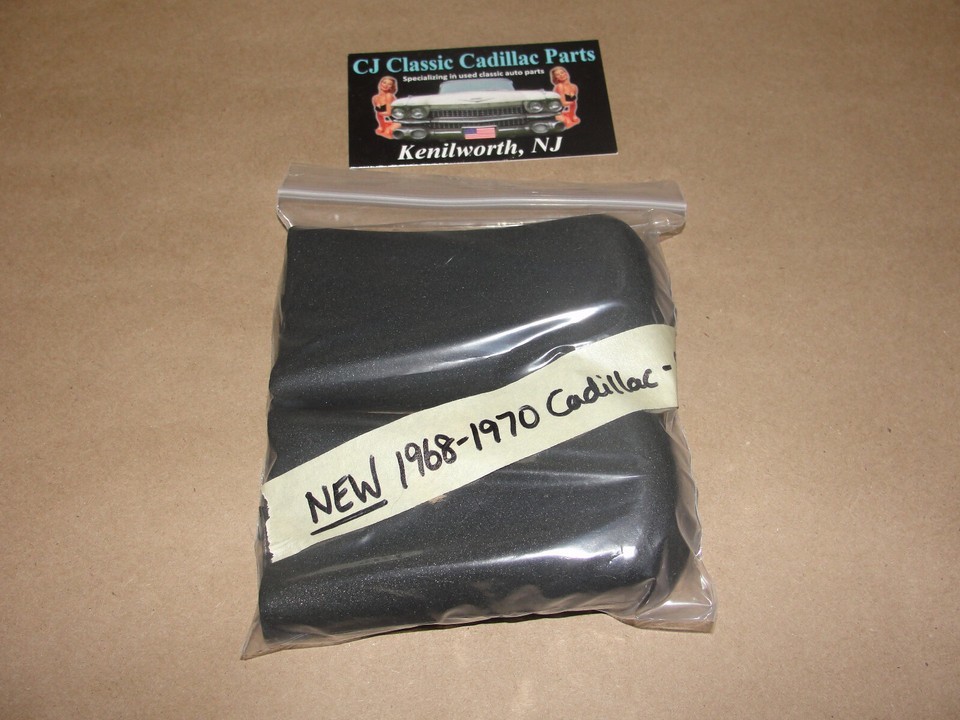 CJ Classic Cadillac Parts
Specializing in used classic auto parts
Kenilworth, NJ
NEW 1968-1970 Cadillac -